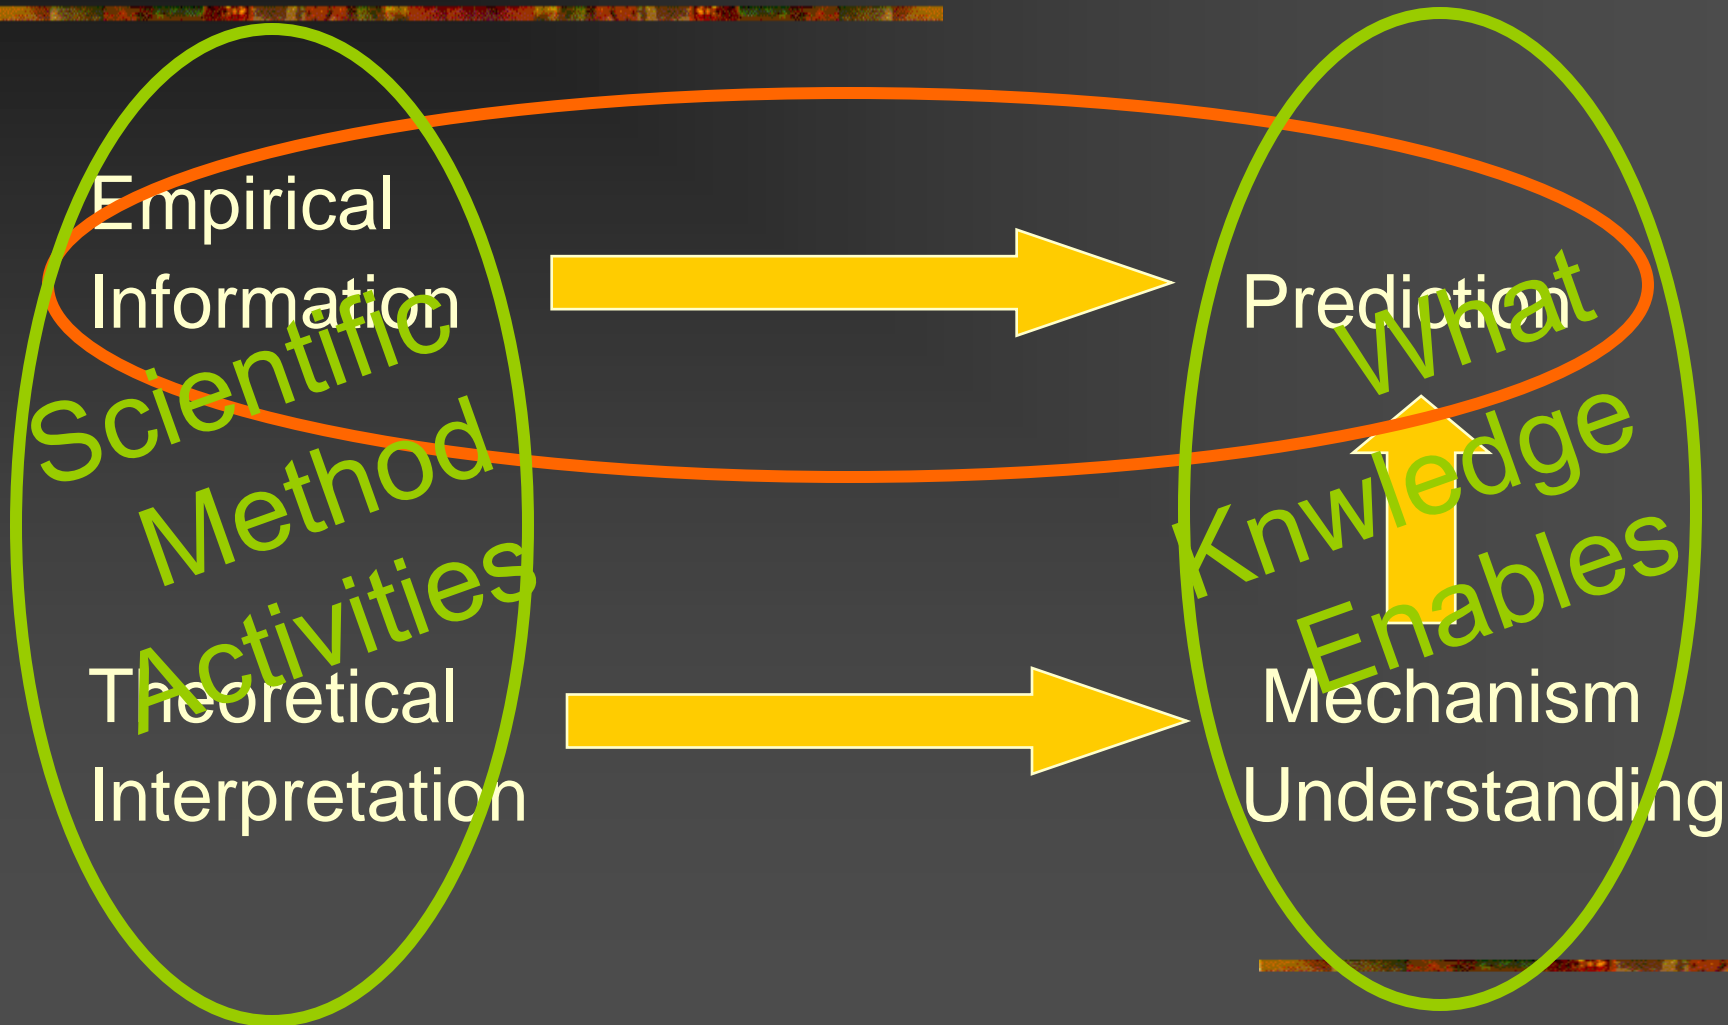 Empirical
Information
Prediction
Scientific
Method
Activities
What
Knwledge
Enables
Theoretical
Interpretation
Mechanism
Understanding